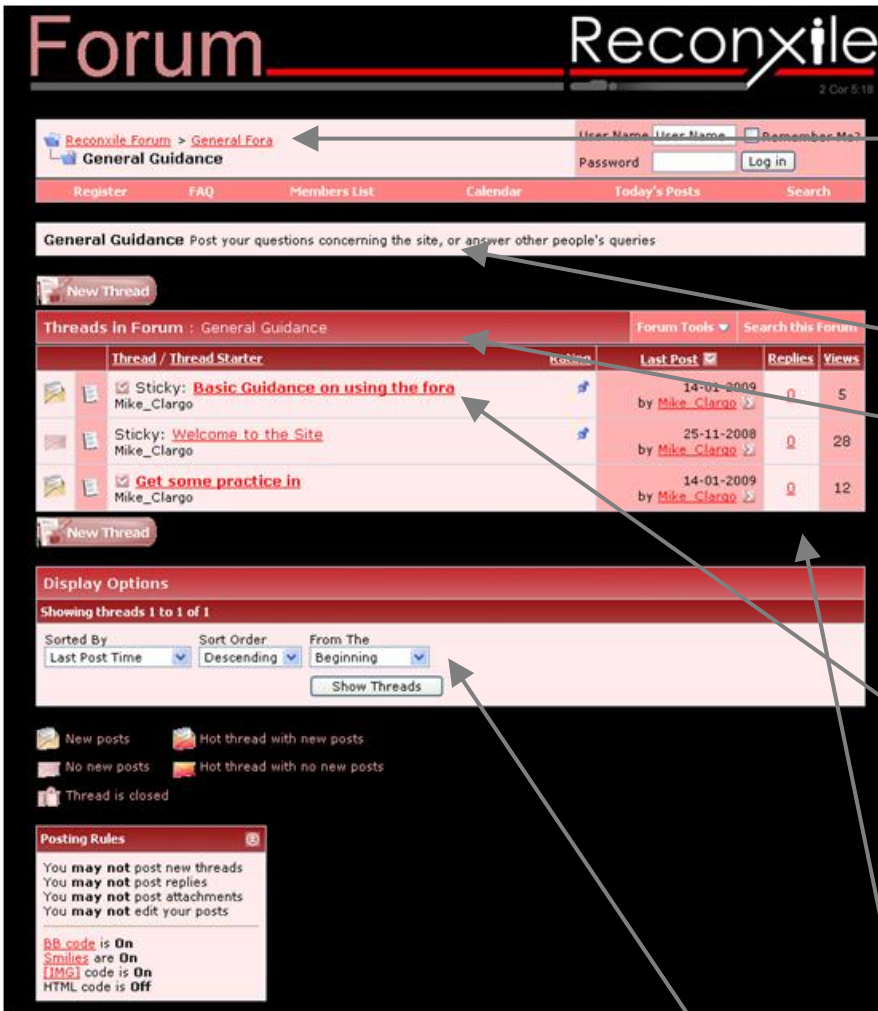 Forum Reconxile
2 Cor 5:18
Reconxile Forum > General Fora
General Guidance
User Name User Name Remember Me?
Password Log in
Register FAQ Members List Calendar Today's Posts Search
General Guidance Post your questions concerning the site, or answer other people's queries
New Thread
Threads in Forum : General Guidance Forum Tools Search this Forum
Thread / Thread Starter Rating Last Post Replies Views
Sticky: Basic Guidance on using the fora 14-01-2009 0 5
Mike_Clargo by Mike_Clargo
Sticky: Welcome to the Site 25-11-2008 0 28
Mike_Clargo by Mike_Clargo
Get some practice in 14-01-2009 0 12
Mike_Clargo by Mike_Clargo
New Thread
Display Options
Showing threads 1 to 1 of 1
Sorted By Sort Order From The
Last Post Time Descending Beginning
Show Threads
New posts Hot thread with new posts
No new posts Hot thread with no new posts
Thread is closed
Posting Rules
You may not post new threads
You may not post replies
You may not post attachments
You may not edit your posts
BB code is On
Smilies are On
[IMG] code is On
HTML code is Off